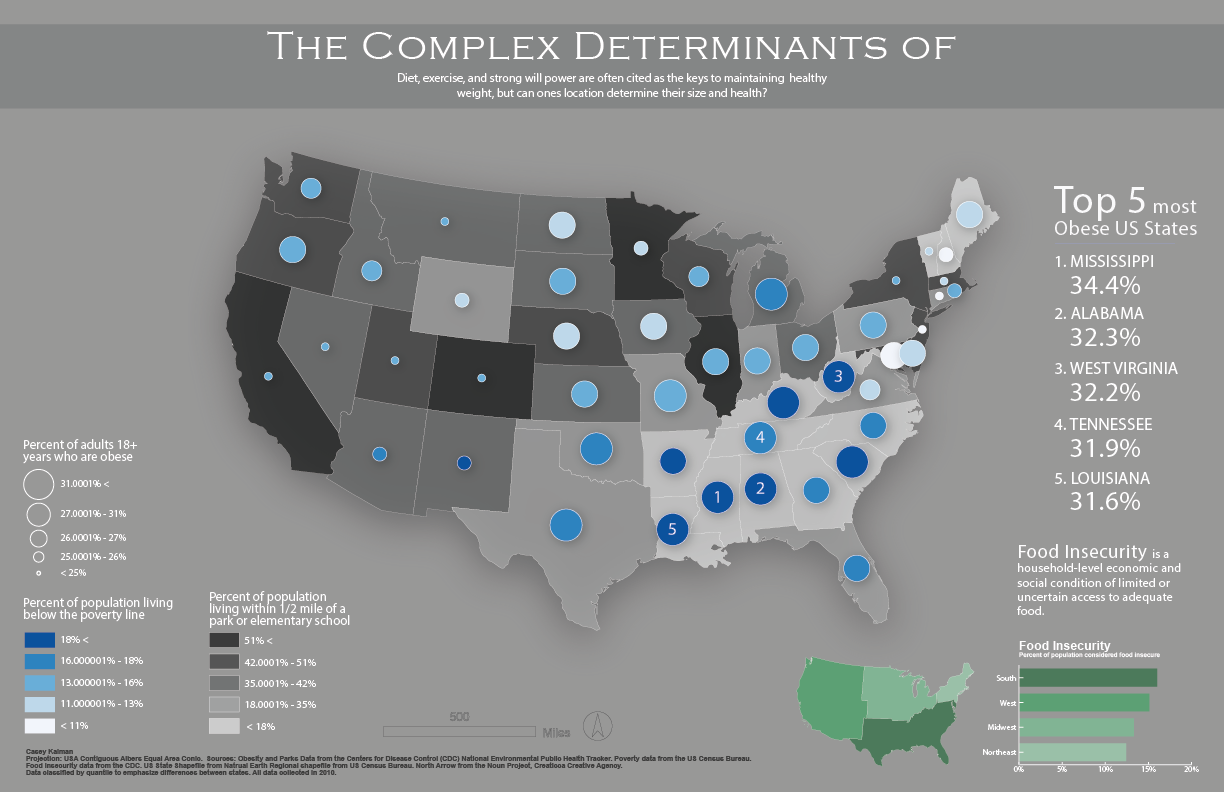 THE COMPLEX DETERMINANTS OF
Diet, exercise, and strong will power are often cited as the keys to maintaining healthy
weight, but can ones location determine their size and health?
Top 5 most
Obese US States
1. MISSISSIPPI
34.4%
2. ALABAMA
32.3%
3. WEST VIRGINIA
32.2%
4. TENNESSEE
31.9%
5. LOUISIANA
31.6%
3
4
1
2
5
Percent of adults 18+
years who are obese
31.0001% <
27.0001% - 31%
26.0001% - 27%
25.0001% - 26%
< 25%
Percent of population living
below the poverty line
18% <
16.000001% - 18%
13.000001% - 16%
11.000001% - 13%
< 11%
Percent of population
living within 1/2 mile of a
park or elementary school
51% <
42.0001% - 51%
35.0001% - 42%
18.0001% - 35%
< 18%
500
Miles
Food Insecurity is a
household-level economic and
social condition of limited or
uncertain access to adequate
food.
Food Insecurity
Percent of population considered food insecure
South
West
Midwest
Northeast
0% 5% 10% 15% 20%
Casey Kalman
Projection: USA Contiguous Albers Equal Area Conic. Sources: Obesity and Parks Data from the Centers for Disease Control (CDC) National Environmental Public Heath Tracker. Poverty data from the US Census Bureau.
Food Insecurity data from the CDC. US State Shapefile from Natrual Earth Regional shapefile from US Census Bureau. North Arrow from the Noun Project, Creaticca Creative Agency.
Data classified by quantile to emphasize differences between states. All data collected in 2010.